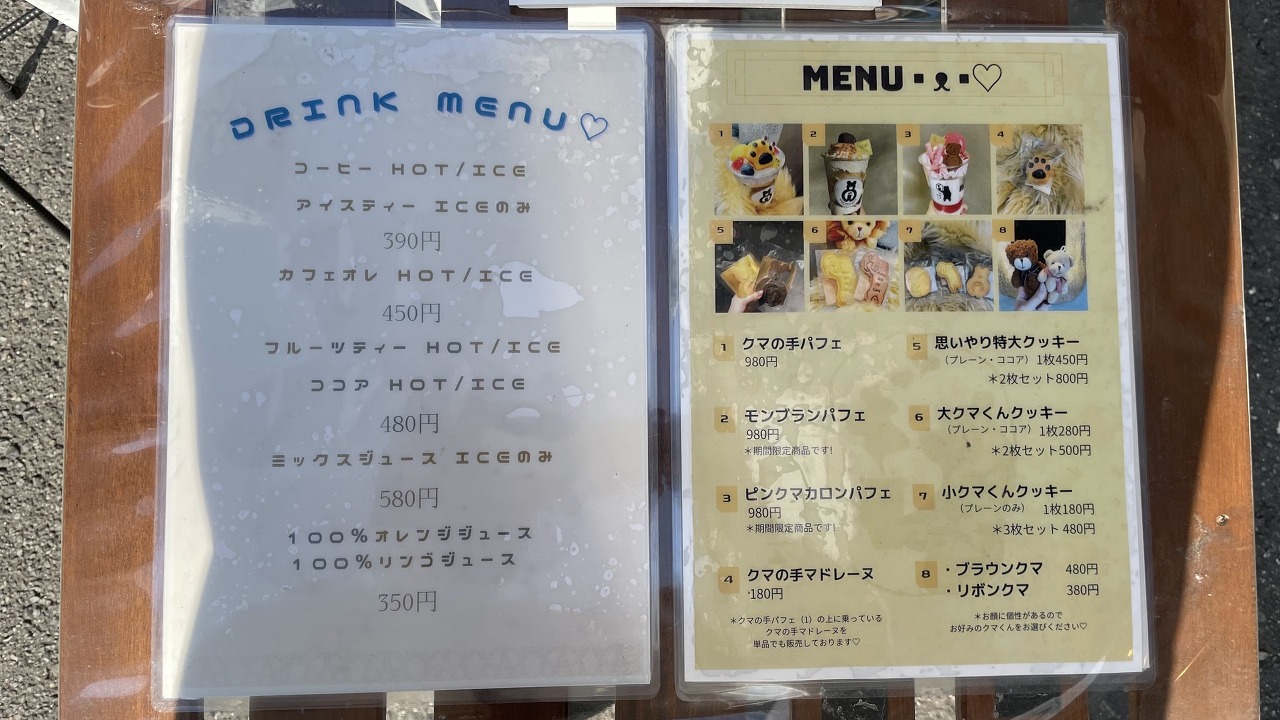 DRINK MENU♡
コーヒー HOT/ICE
アイスティー ICEのみ
390円
カフェオレ HOT/ICE
450円
フルーツティー HOT/ICE
ココア HOT/ICE
480円
ミックスジュース ICEのみ
580円
100%オレンジジュース
100%リンゴジュース
350円
MENU・ᴥ・♡
1 2 3 4
5 6 7 8
1 クマの手パフェ
980円
2 モンブランパフェ
980円
＊期間限定商品です!
3 ピンクマカロンパフェ
980円
＊期間限定商品です!
4 クマの手マドレーヌ
·180円
＊クマの手パフェ（1）の上に乗っている
クマの手マドレーヌを
単品でも販売しております♡
5 思いやり特大クッキー
（プレーン・ココア） 1枚450円
＊2枚セット800円
6 大クマくんクッキー
（プレーン・ココア） 1枚280円
＊2枚セット500円
7 小クマくんクッキー
（プレーンのみ） 1枚180円
＊3枚セット 480円
8 ・ブラウンクマ 480円
・リボンクマ 380円
＊お顔に個性があるので
お好みのクマくんをお選びください♡